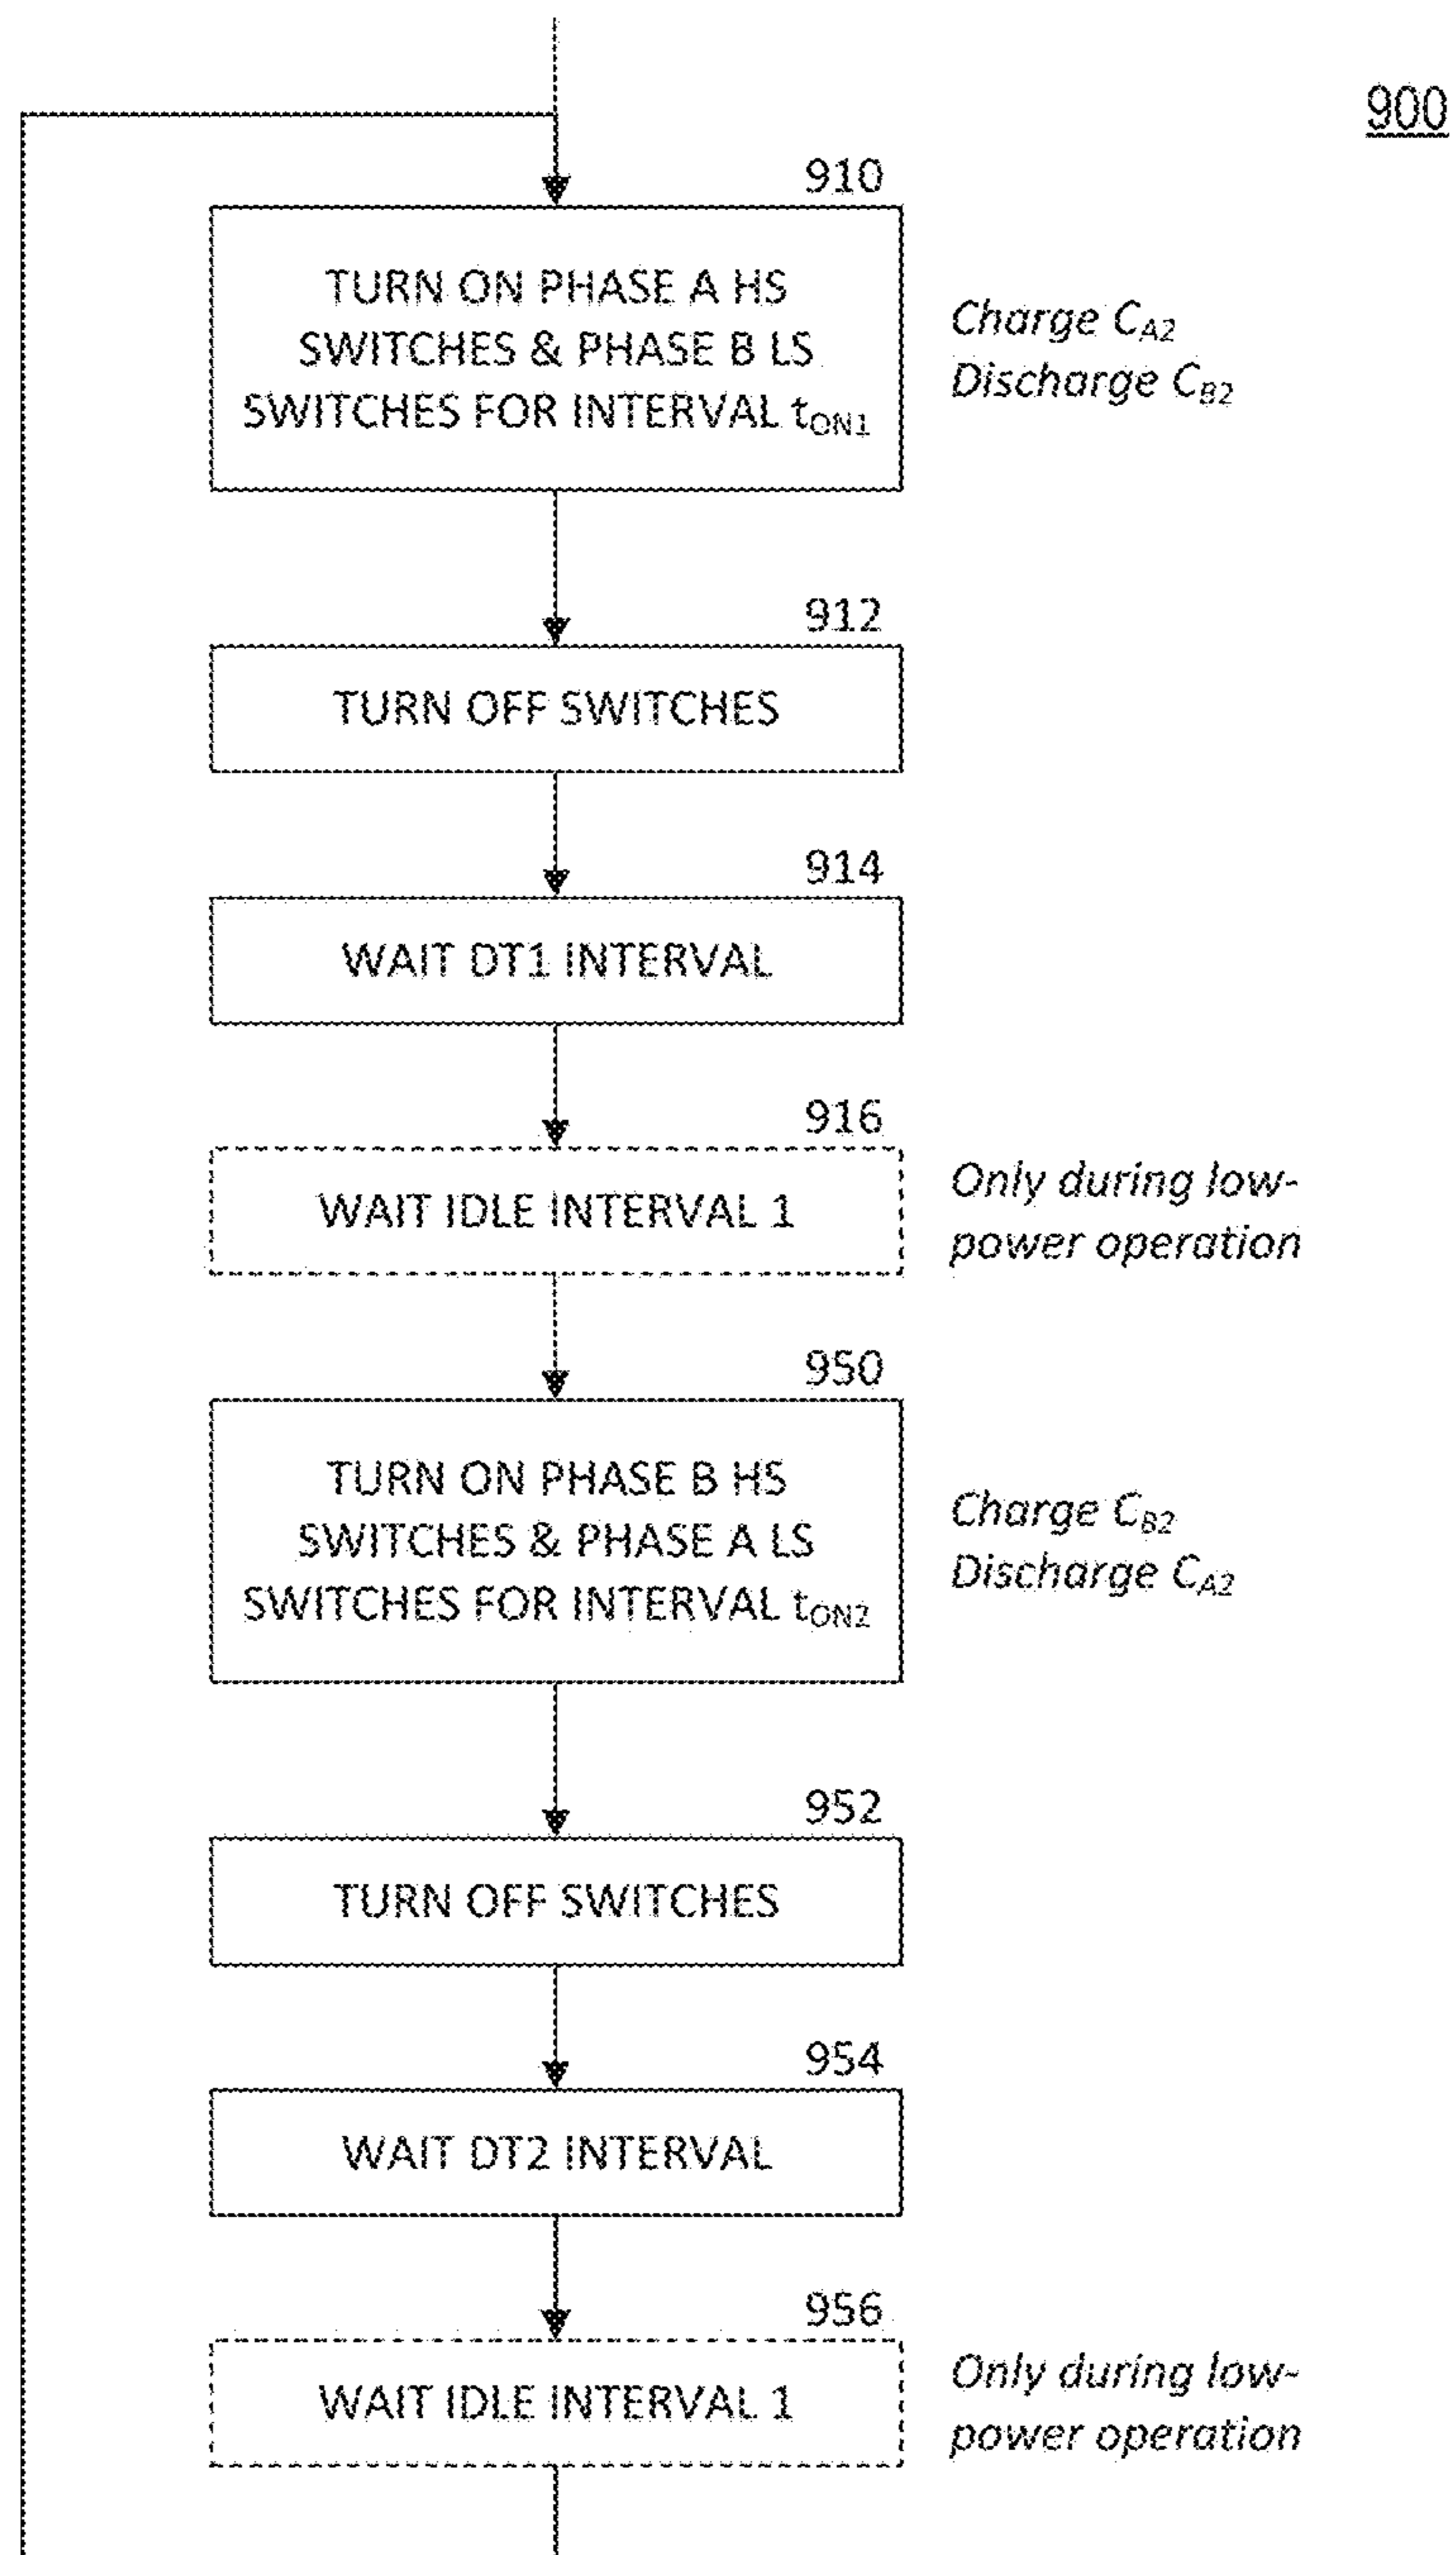 900
910
TURN ON PHASE A HS
SWITCHES & PHASE B LS
SWITCHES FOR INTERVAL tON1
Charge CA2
Discharge CB2
912
TURN OFF SWITCHES
914
WAIT DT1 INTERVAL
916
WAIT IDLE INTERVAL 1
Only during low-
power operation
950
TURN ON PHASE B HS
SWITCHES & PHASE A LS
SWITCHES FOR INTERVAL tON2
Charge CB2
Discharge CA2
952
TURN OFF SWITCHES
954
WAIT DT2 INTERVAL
956
WAIT IDLE INTERVAL 1
Only during low-
power operation